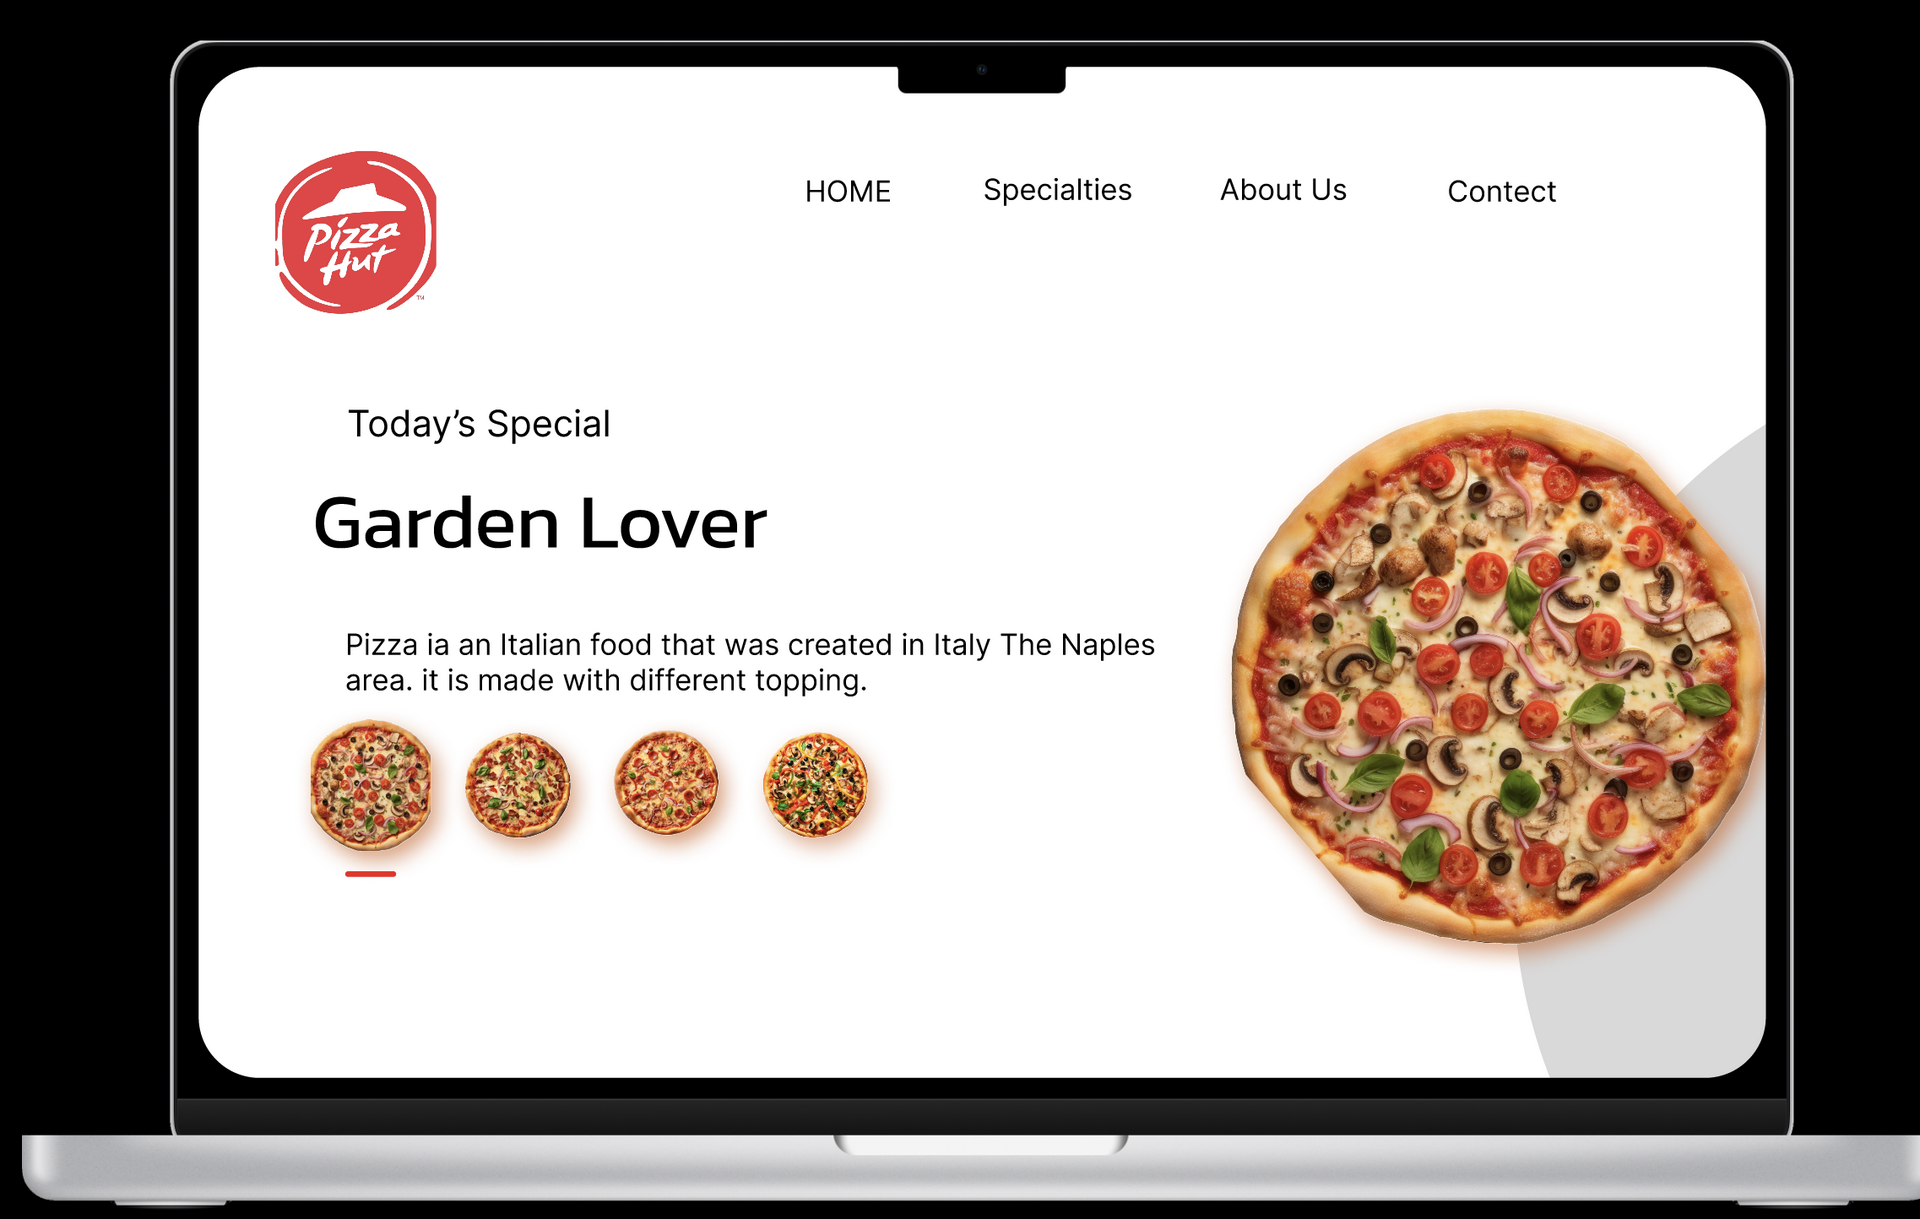 Pizza
Hut
TM
HOME
Specialties
About Us
Contect
Today’s Special
Garden Lover
Pizza ia an Italian food that was created in Italy The Naples
area. it is made with different topping.